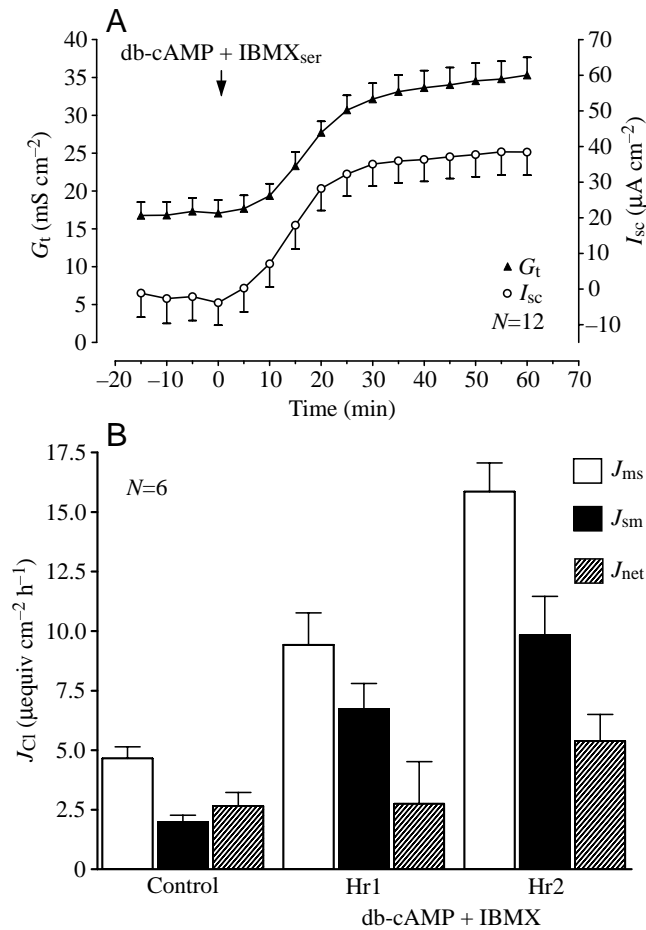 A
db-cAMP + IBMXser
40
35
30
25
20
15
10
5
0
Gt (mS cm−2)
70
60
50
40
30
20
10
0
−10
Isc (µA cm−2)
Gt
Isc
N=12
−20 −10 0 10 20 30 40 50 60 70
Time (min)
B
17.5
15.0
12.5
10.0
7.5
5.0
2.5
0
JCl (µequiv cm−2 h−1)
N=6
Jms
Jsm
Jnet
Control Hr1 Hr2
db-cAMP + IBMX